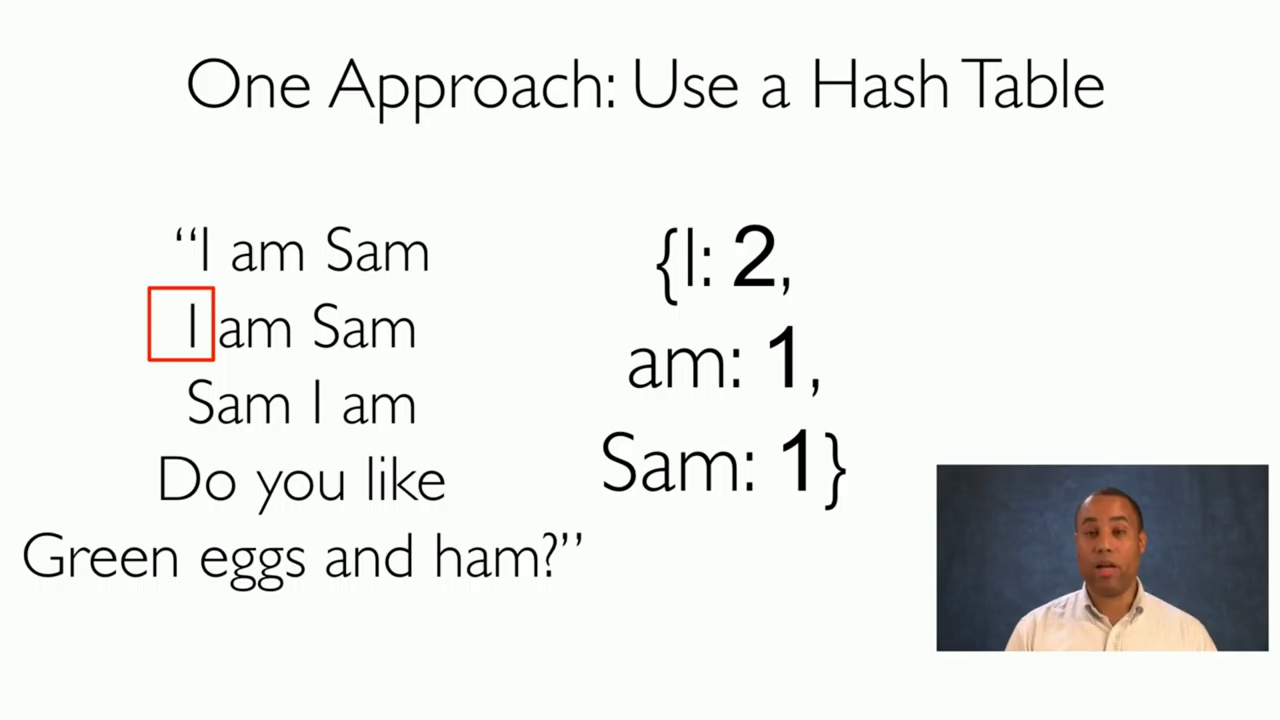 One Approach: Use a Hash Table
“I am Sam
I am Sam
Sam I am
Do you like
Green eggs and ham?”
{I: 2,
am: 1,
Sam: 1}